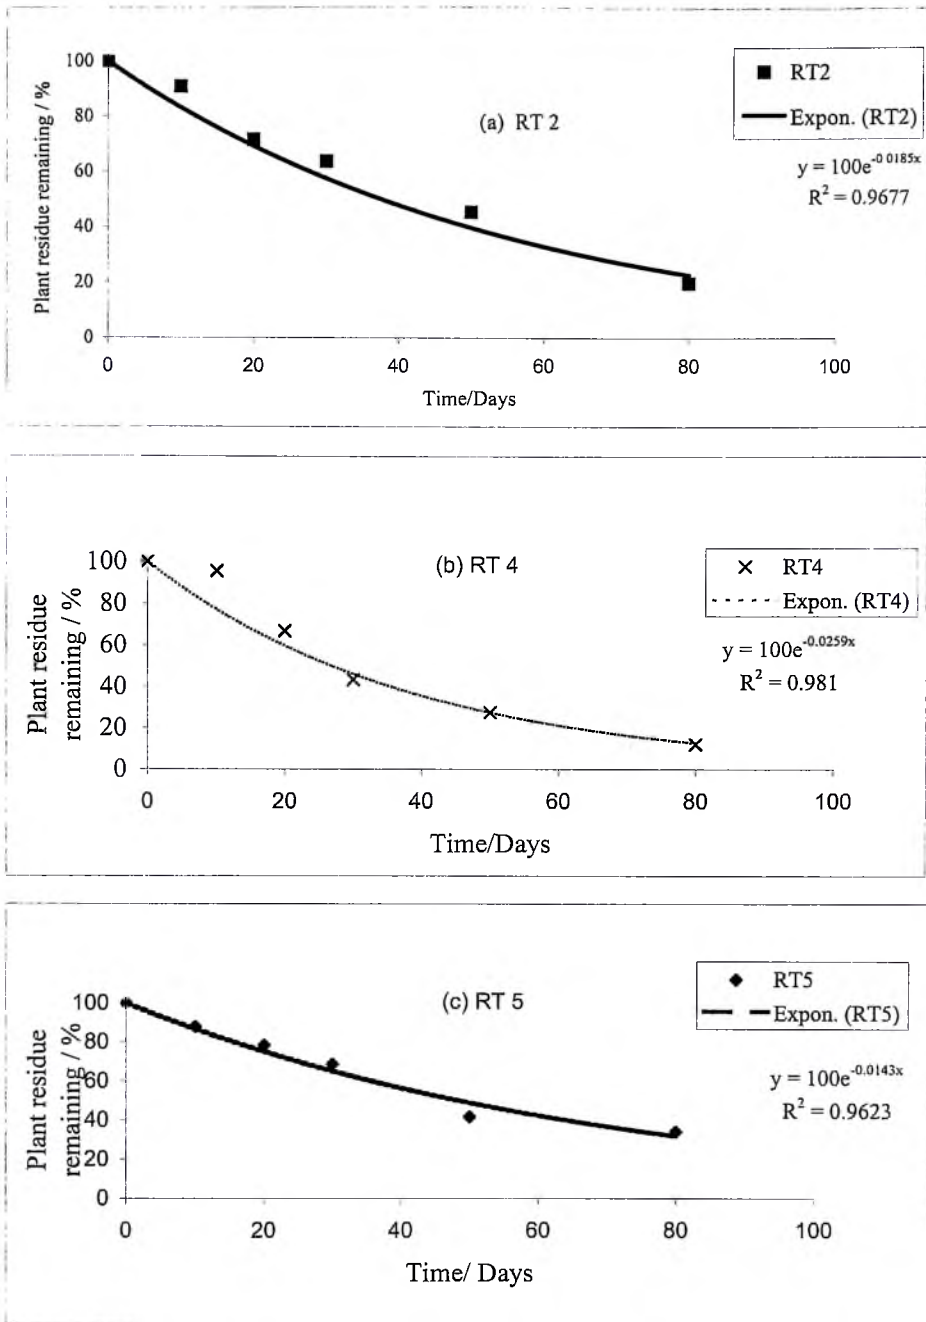 (a) RT 2
RT2
Expon. (RT2)
y = 100e^-0.0185x
R² = 0.9677
Plant residue remaining / %
100
80
60
40
20
0
0 20 40 60 80 100
Time/Days
(b) RT 4
RT4
Expon. (RT4)
y = 100e^-0.0259x
R² = 0.981
Plant residue
remaining / %
100
80
60
40
20
0
0 20 40 60 80 100
Time/Days
(c) RT 5
RT5
Expon. (RT5)
y = 100e^-0.0143x
R² = 0.9623
Plant residue
remaining / %
100
80
60
40
20
0
0 20 40 60 80 100
Time/ Days